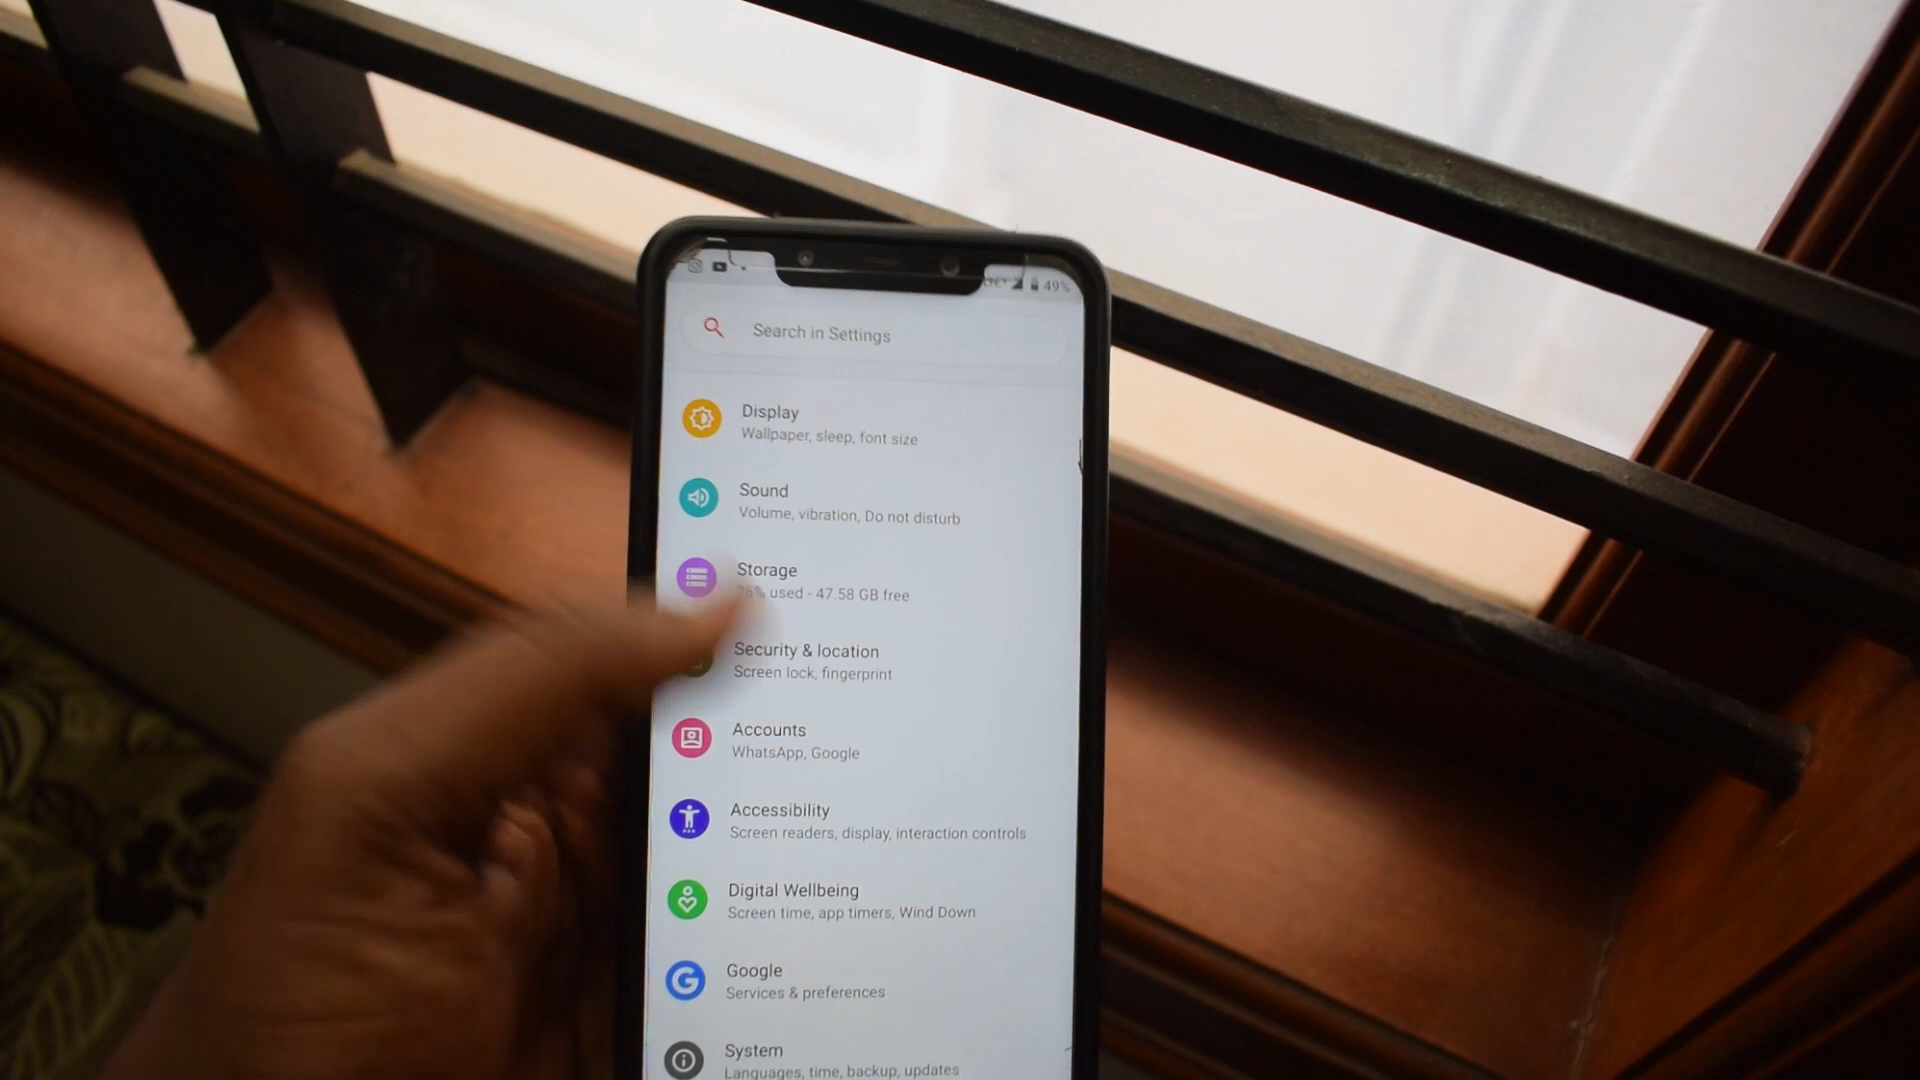 49%
Search in Settings
Display
Wallpaper, sleep, font size
Sound
Volume, vibration, Do not disturb
Storage
used - 47.58 GB free
Security & location
Screen lock, fingerprint
Accounts
WhatsApp, Google
Accessibility
Screen readers, display, interaction controls
Digital Wellbeing
Screen time, app timers, Wind Down
Google
Services & preferences
System
Languages, time, backup, updates